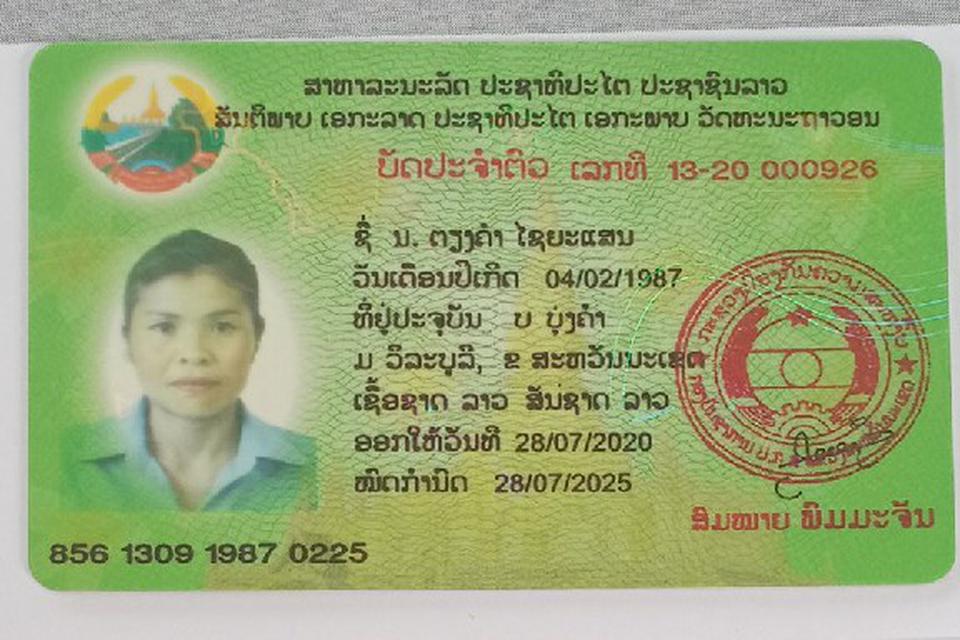 ສາທາລະນະລັດ ປະຊາທິປະໄຕ ປະຊາຊົນລາວ
ສັນຕິພາບ ເອກະລາດ ປະຊາທິປະໄຕ ເອກະພາບ ວັດທະນະຖາວອນ
ບັດປະຈຳຕົວ ເລກທີ 13-20 000926
ຊື່ ນ. ຕຽງຄຳ ໄຊຍະແສນ
ວັນເດືອນປີເກີດ 04/02/1987
ທີ່ຢູ່ປະຈຸບັນ ບ ບຸ່ງຄຳ
ມ ວິລະບຸລີ, ຂ ສະຫວັນນະເຂດ
ເຊື້ອຊາດ ລາວ ສັນຊາດ ລາວ
ອອກໃຫ້ວັນທີ 28/07/2020
ໝົດກຳນົດ 28/07/2025
ສົມໝາຍ ພິມມະຈັນ
856 1309 1987 0225